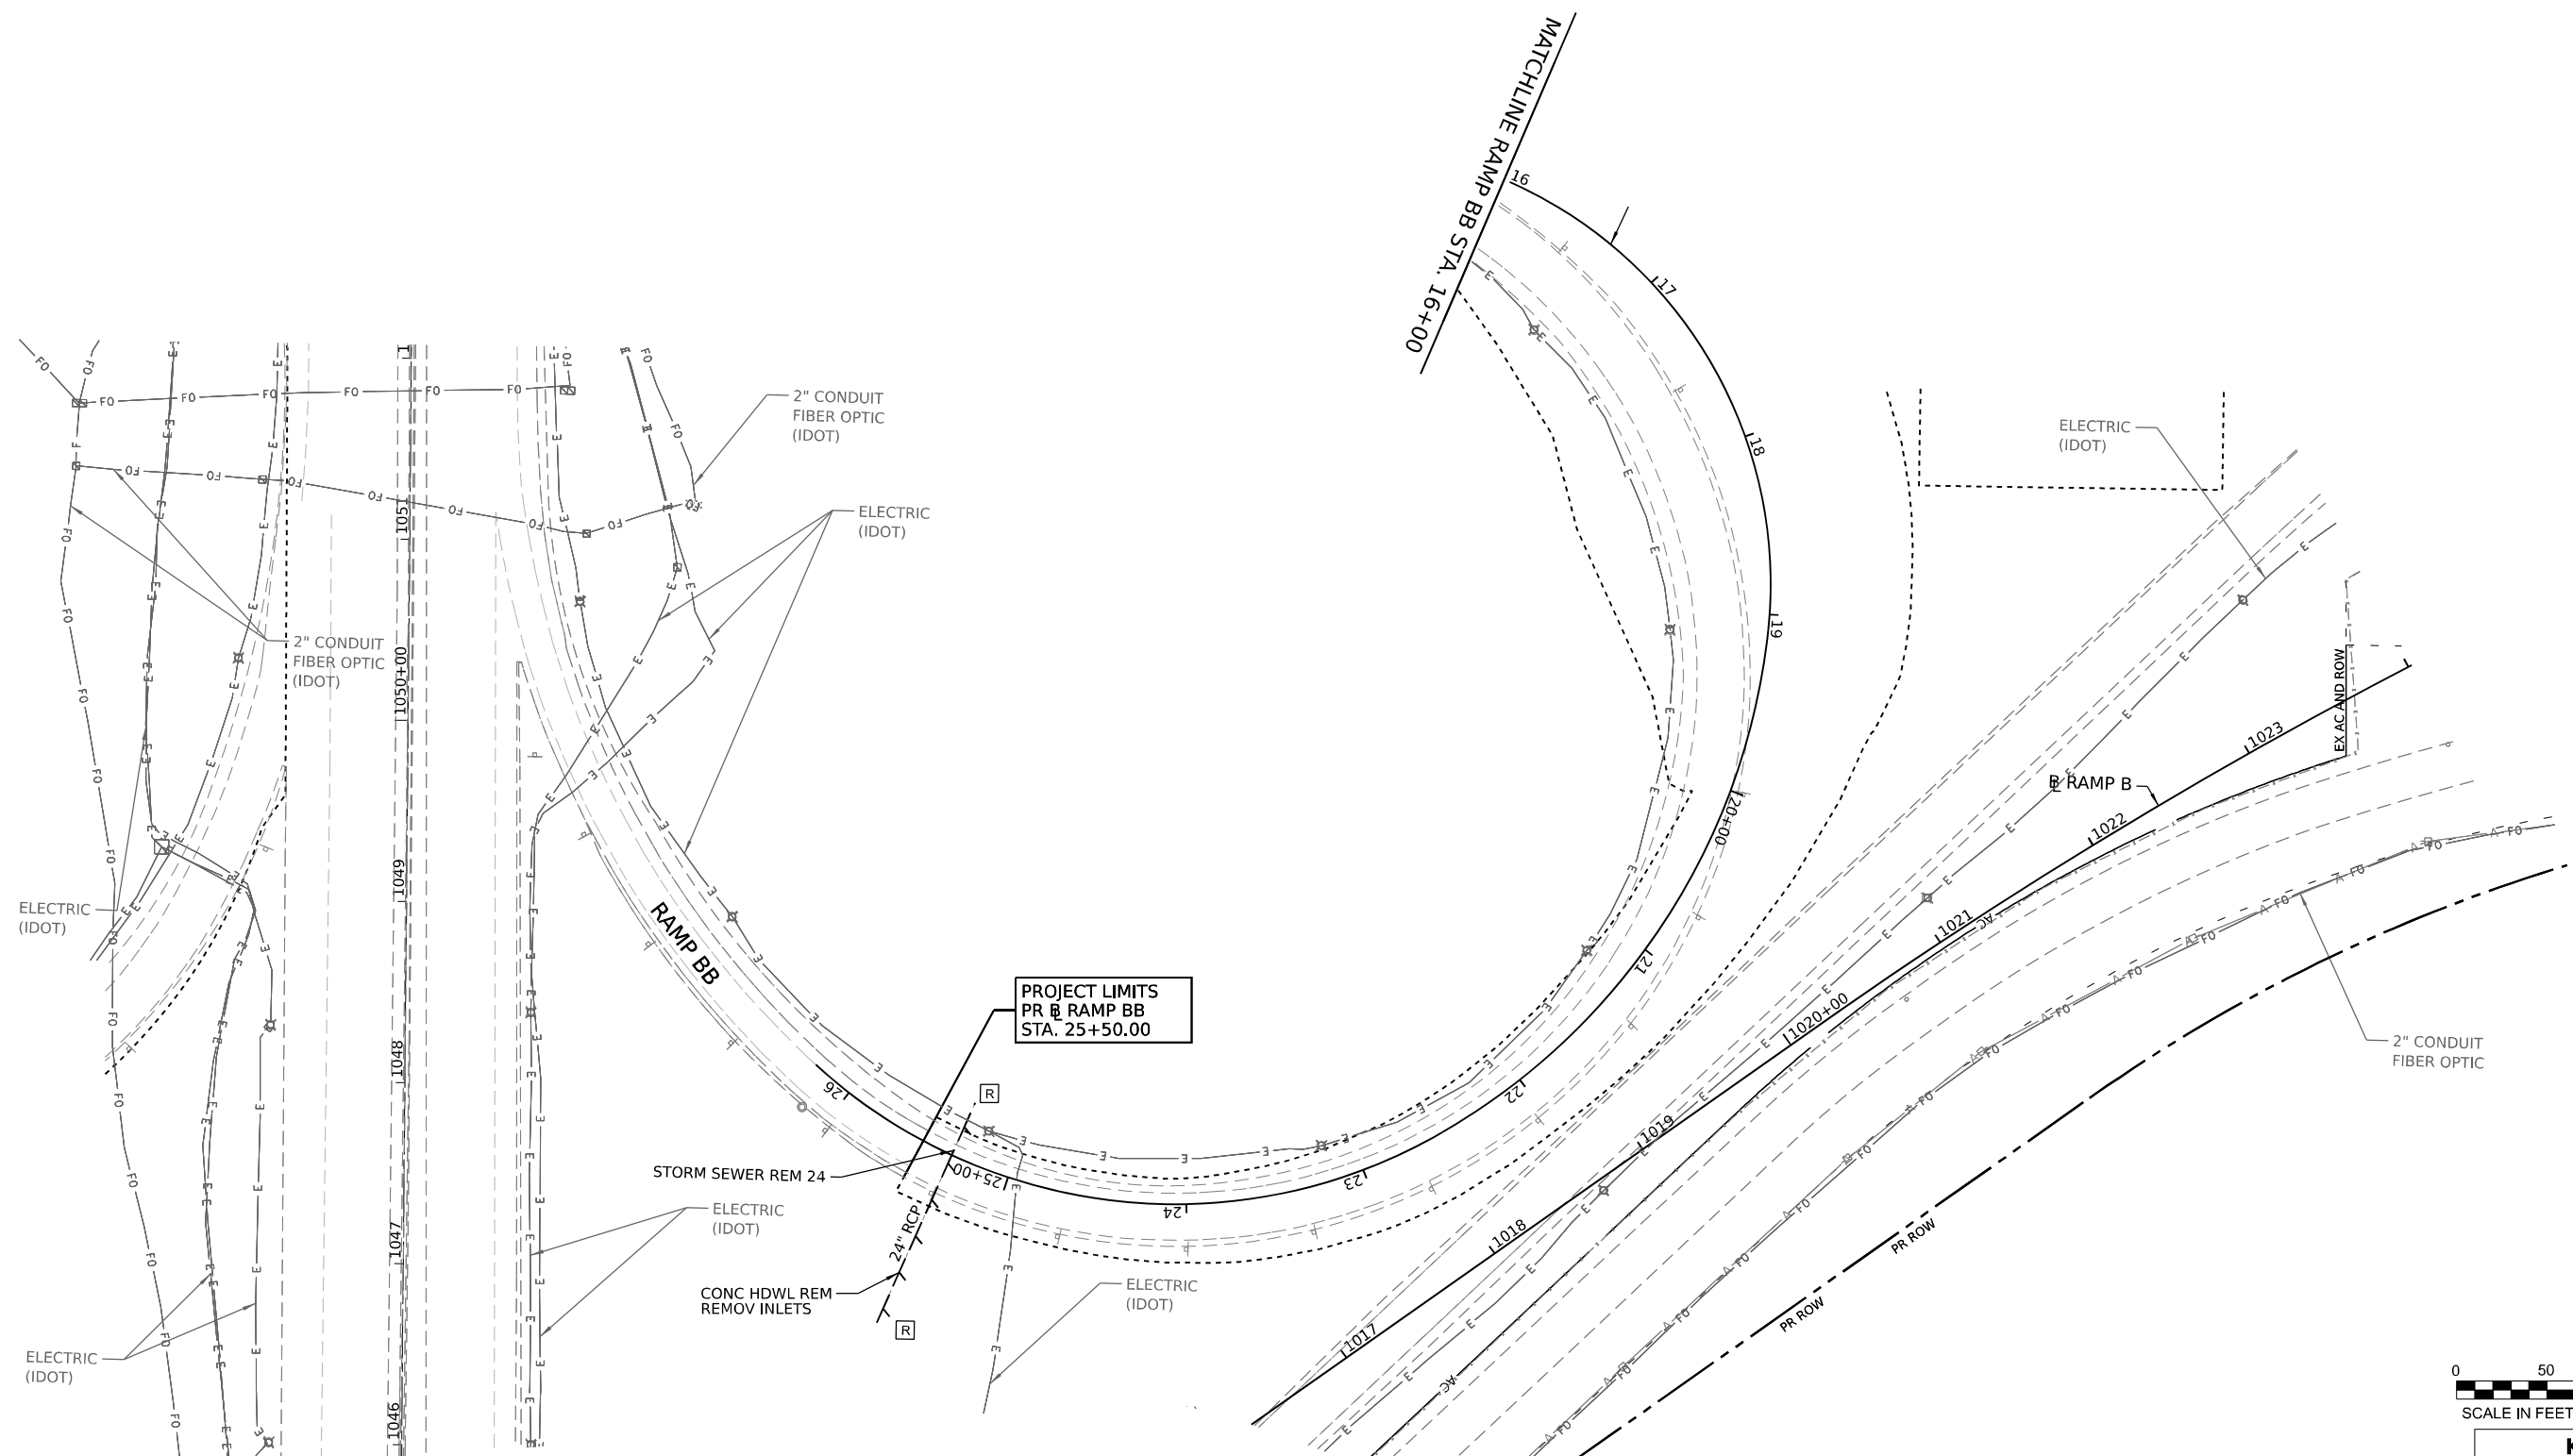 MATCHLINE RAMP BB STA. 16+00
16
17
18
19
20+00
21
22
23
24
25+00
26
2" CONDUIT
FIBER OPTIC
(IDOT)
ELECTRIC
(IDOT)
ELECTRIC
(IDOT)
2" CONDUIT
FIBER OPTIC
(IDOT)
1051
1050+00
1049
1048
1047
1046
EX AC AND ROW
1023
1022
1021
1020+00
1019
1018
1017
BL RAMP B
ELECTRIC
(IDOT)
RAMP BB
PROJECT LIMITS
PR BL RAMP BB
STA. 25+50.00
2" CONDUIT
FIBER OPTIC
R
STORM SEWER REM 24
24" RCP
ELECTRIC
(IDOT)
CONC HDWL REM
REMOV INLETS
R
ELECTRIC
(IDOT)
ELECTRIC
(IDOT)
PR ROW
PR ROW
AC
AC
0 50
SCALE IN FEET